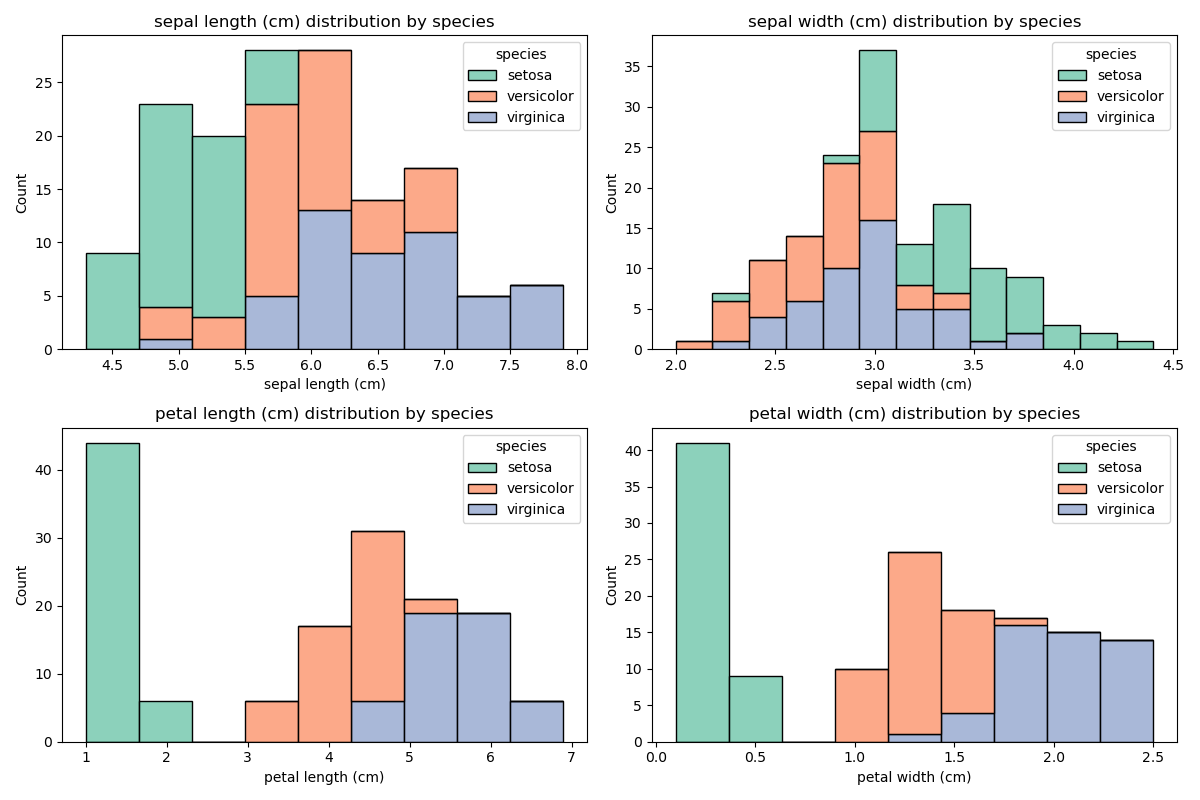 sepal length (cm) distribution by species
species
setosa
versicolor
virginica
25
20
15
10
5
0
Count
4.5 5.0 5.5 6.0 6.5 7.0 7.5 8.0
sepal length (cm)
sepal width (cm) distribution by species
species
setosa
versicolor
virginica
35
30
25
20
15
10
5
0
Count
2.0 2.5 3.0 3.5 4.0 4.5
sepal width (cm)
petal length (cm) distribution by species
species
setosa
versicolor
virginica
40
30
20
10
0
Count
1 2 3 4 5 6 7
petal length (cm)
petal width (cm) distribution by species
species
setosa
versicolor
virginica
40
35
30
25
20
15
10
5
0
Count
0.0 0.5 1.0 1.5 2.0 2.5
petal width (cm)